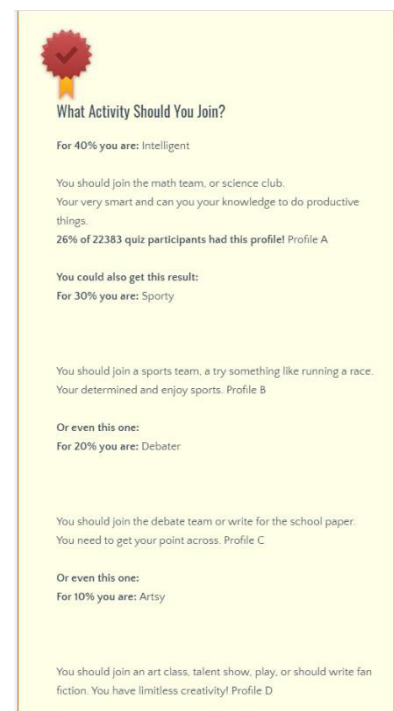 What Activity Should You Join?
For 40% you are: Intelligent
You should join the math team, or science club.
Your very smart and can you your knowledge to do productive
things.
26% of 22383 quiz participants had this profile! Profile A
You could also get this result:
For 30% you are: Sporty
You should join a sports team, a try something like running a race.
Your determined and enjoy sports. Profile B
Or even this one:
For 20% you are: Debater
You should join the debate team or write for the school paper.
You need to get your point across. Profile C
Or even this one:
For 10% you are: Artsy
You should join an art class, talent show, play, or should write fan
fiction. You have limitless creativity! Profile D